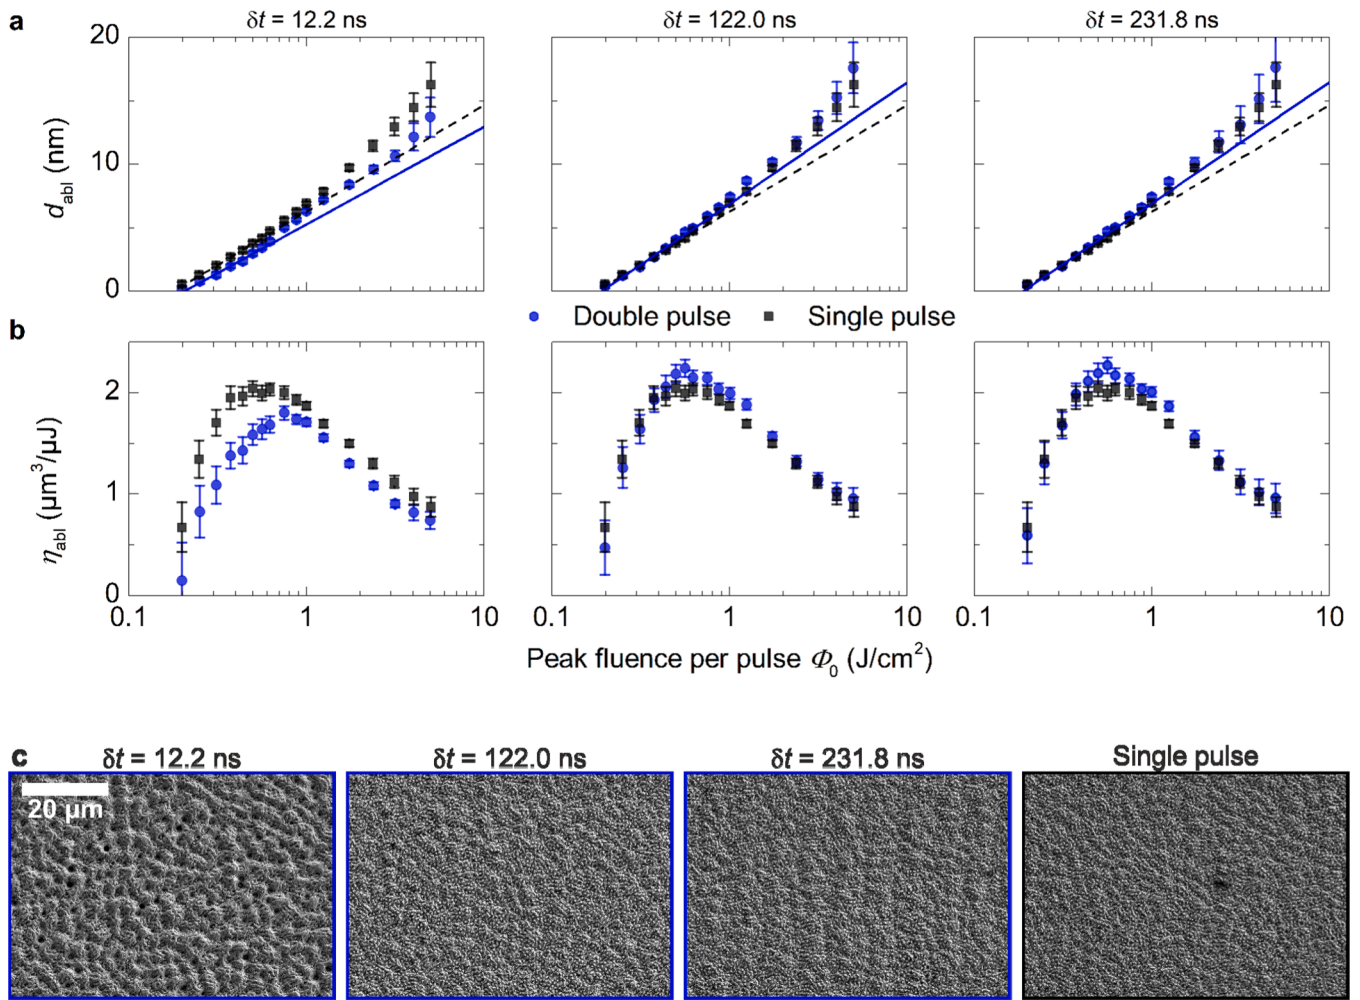 a
δt = 12.2 ns
δt = 122.0 ns
δt = 231.8 ns
20
10
0
d_abl (nm)
Double pulse
Single pulse
b
2
1
0
η_abl (μm³/μJ)
0.1 1 10
0.1 1 10
0.1 1 10
Peak fluence per pulse Φ₀ (J/cm²)
c
δt = 12.2 ns
δt = 122.0 ns
δt = 231.8 ns
Single pulse
20 μm